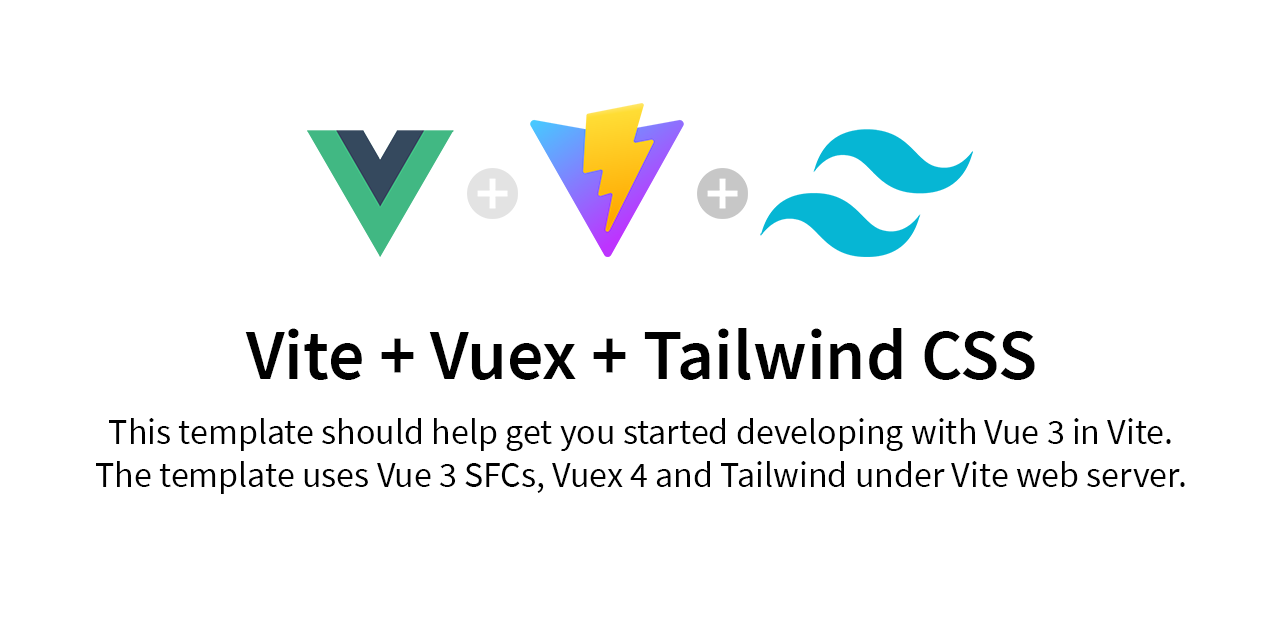 Vite + Vuex + Tailwind CSS
This template should help get you started developing with Vue 3 in Vite.
The template uses Vue 3 SFCs, Vuex 4 and Tailwind under Vite web server.